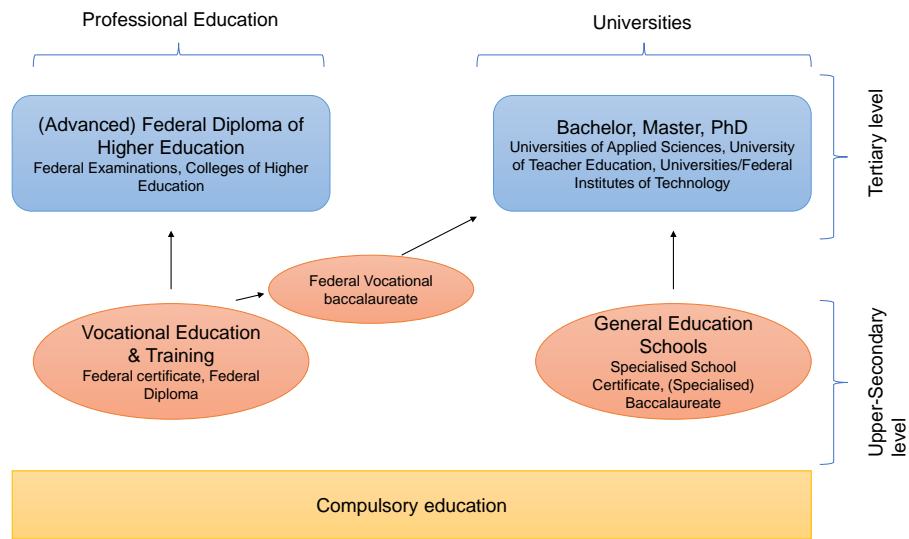 Professional Education
Universities
(Advanced) Federal Diploma of
Higher Education
Federal Examinations, Colleges of Higher
Education
Bachelor, Master, PhD
Universities of Applied Sciences, University
of Teacher Education, Universities/Federal
Institutes of Technology
Tertiary level
Federal Vocational
baccalaureate
Vocational Education
& Training
Federal certificate, Federal
Diploma
General Education
Schools
Specialised School
Certificate, (Specialised)
Baccalaureate
Upper-Secondary
level
Compulsory education